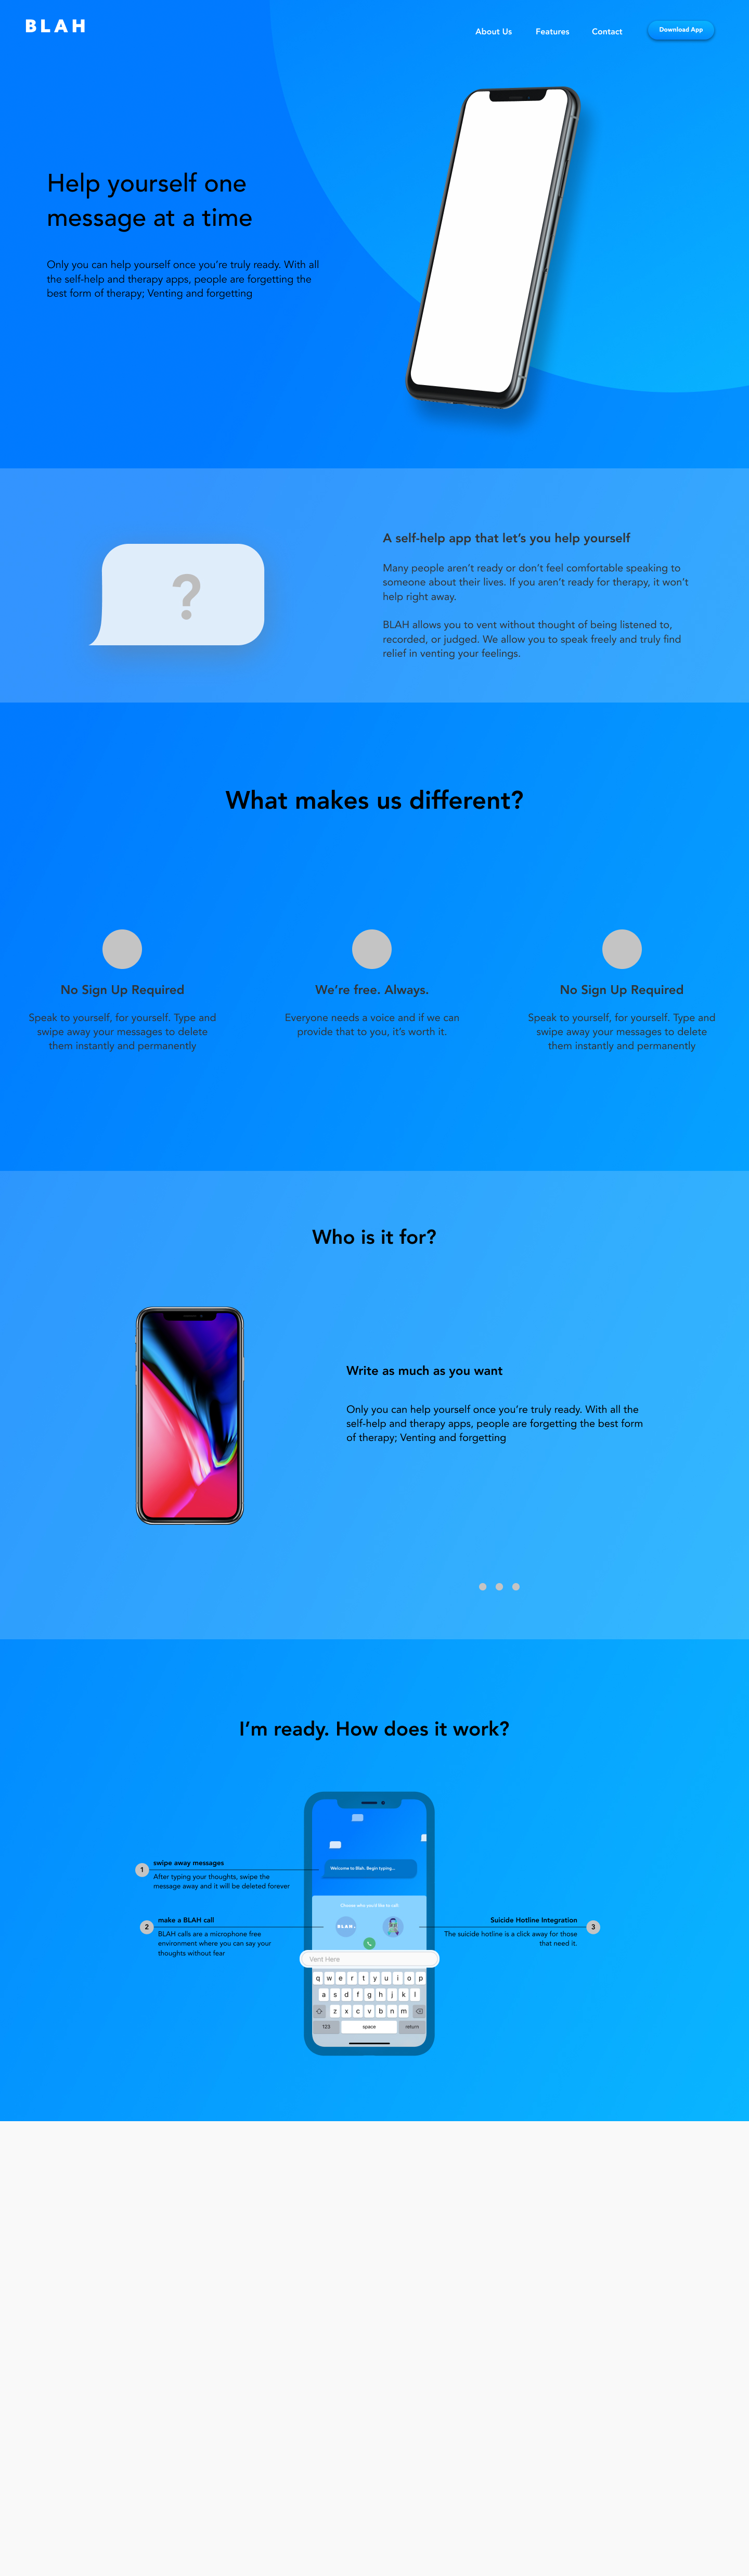 BLAH
About Us
Features
Contact
Download App
Help yourself one
message at a time
Only you can help yourself once you’re truly ready. With all
the self-help and therapy apps, people are forgetting the
best form of therapy; Venting and forgetting
?
A self-help app that let’s you help yourself
Many people aren’t ready or don’t feel comfortable speaking to
someone about their lives. If you aren’t ready for therapy, it won’t
help right away.
BLAH allows you to vent without thought of being listened to,
recorded, or judged. We allow you to speak freely and truly find
relief in venting your feelings.
What makes us different?
No Sign Up Required
Speak to yourself, for yourself. Type and
swipe away your messages to delete
them instantly and permanently
We’re free. Always.
Everyone needs a voice and if we can
provide that to you, it’s worth it.
No Sign Up Required
Speak to yourself, for yourself. Type and
swipe away your messages to delete
them instantly and permanently
Who is it for?
Write as much as you want
Only you can help yourself once you’re truly ready. With all the
self-help and therapy apps, people are forgetting the best form
of therapy; Venting and forgetting
I’m ready. How does it work?
1
swipe away messages
After typing your thoughts, swipe the
message away and it will be deleted forever
2
make a BLAH call
BLAH calls are a microphone free
environment where you can say your
thoughts without fear
Welcome to Blah. Begin typing...
Choose who you'd like to call:
BLAH.
Vent Here
q w e r t y u i o p
a s d f g h j k l
z x c v b n m
123 space return
Suicide Hotline Integration
3
The suicide hotline is a click away for those
that need it.